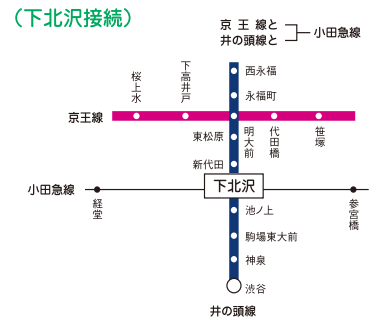 （下北沢接続）
京王線と
井の頭線と
小田急線
西永福
永福町
桜上水
下高井戸
京王線
東松原
明大前
代田橋
笹塚
新代田
小田急線
下北沢
経堂
参宮橋
池ノ上
駒場東大前
神泉
渋谷
井の頭線